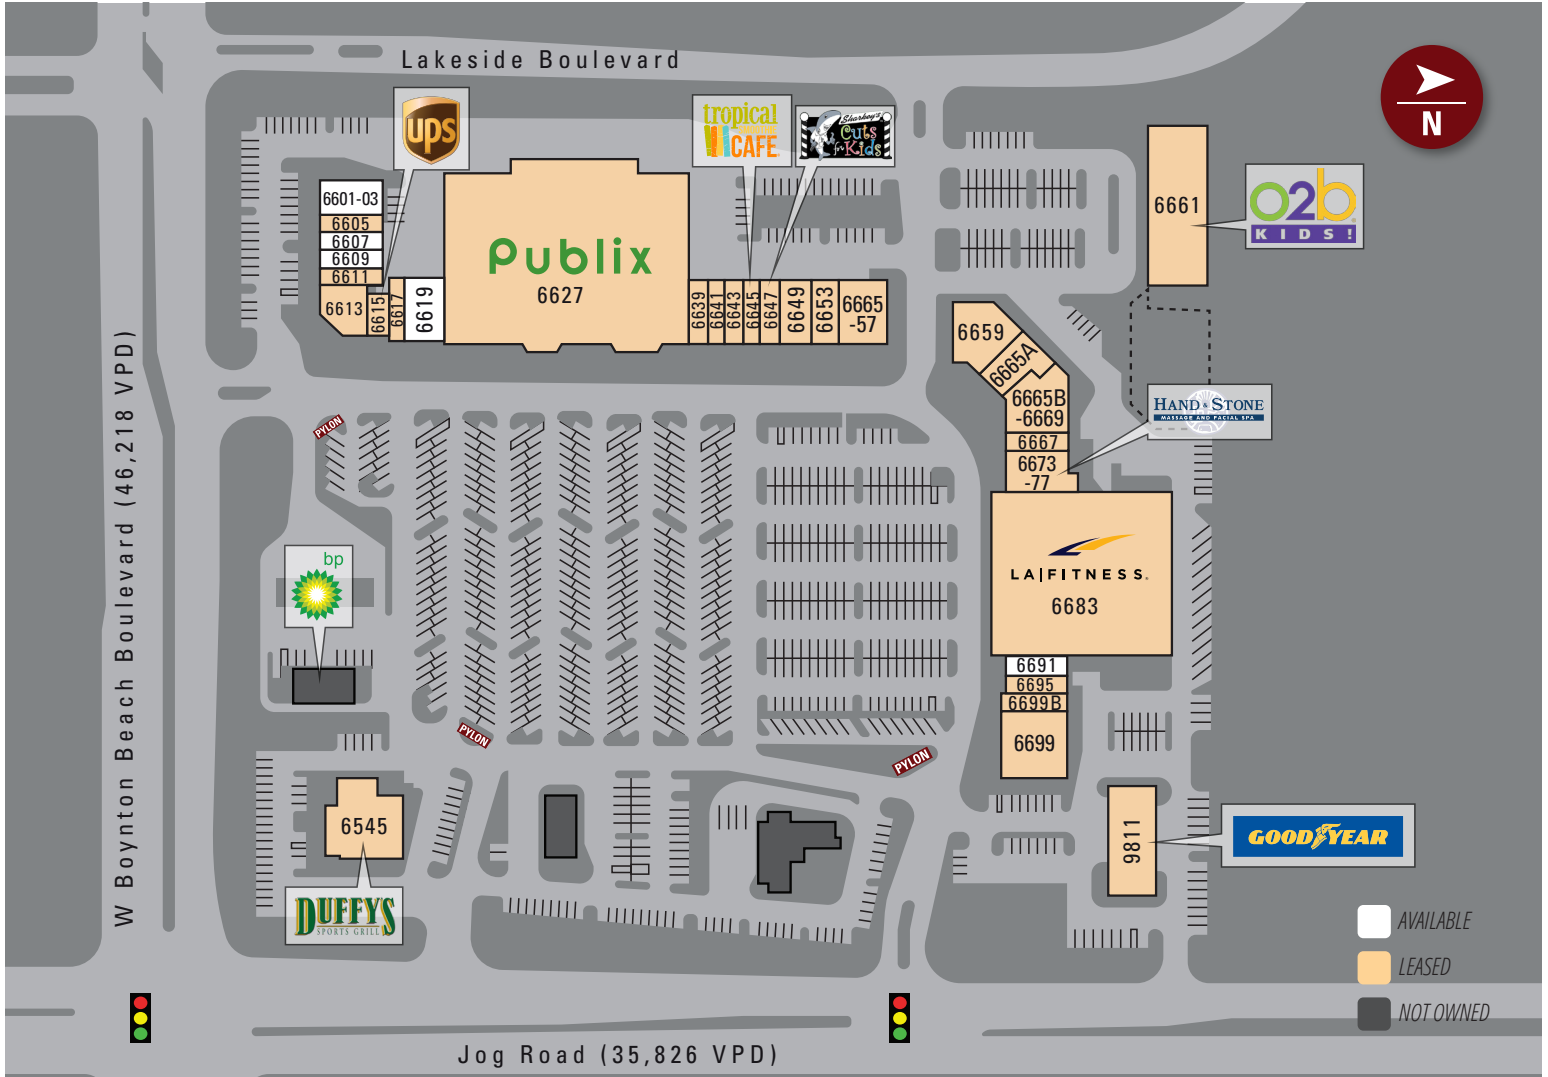 Lakeside Boulevard
N
ups
tropical
CAFE
Sharkey's
Cuts
for Kids
o2b
KIDS!
6661
6601-03
6605
6607
6609
6611
6613
6615
6617
6619
Publix
6627
6639
6641
6643
6645
6647
6649
6653
6665
-57
6659
6665A
6665B
-6669
6667
6673
-77
HAND & STONE
MASSAGE AND FACIAL SPA
LA|FITNESS.
6683
6691
6695
6699B
6699
W Boynton Beach Boulevard (46,218 VPD)
PYLON
bp
PYLON
PYLON
6545
DUFFY'S
SPORTS GRILL
9811
GOODYEAR
AVAILABLE
LEASED
NOT OWNED
Jog Road (35,826 VPD)